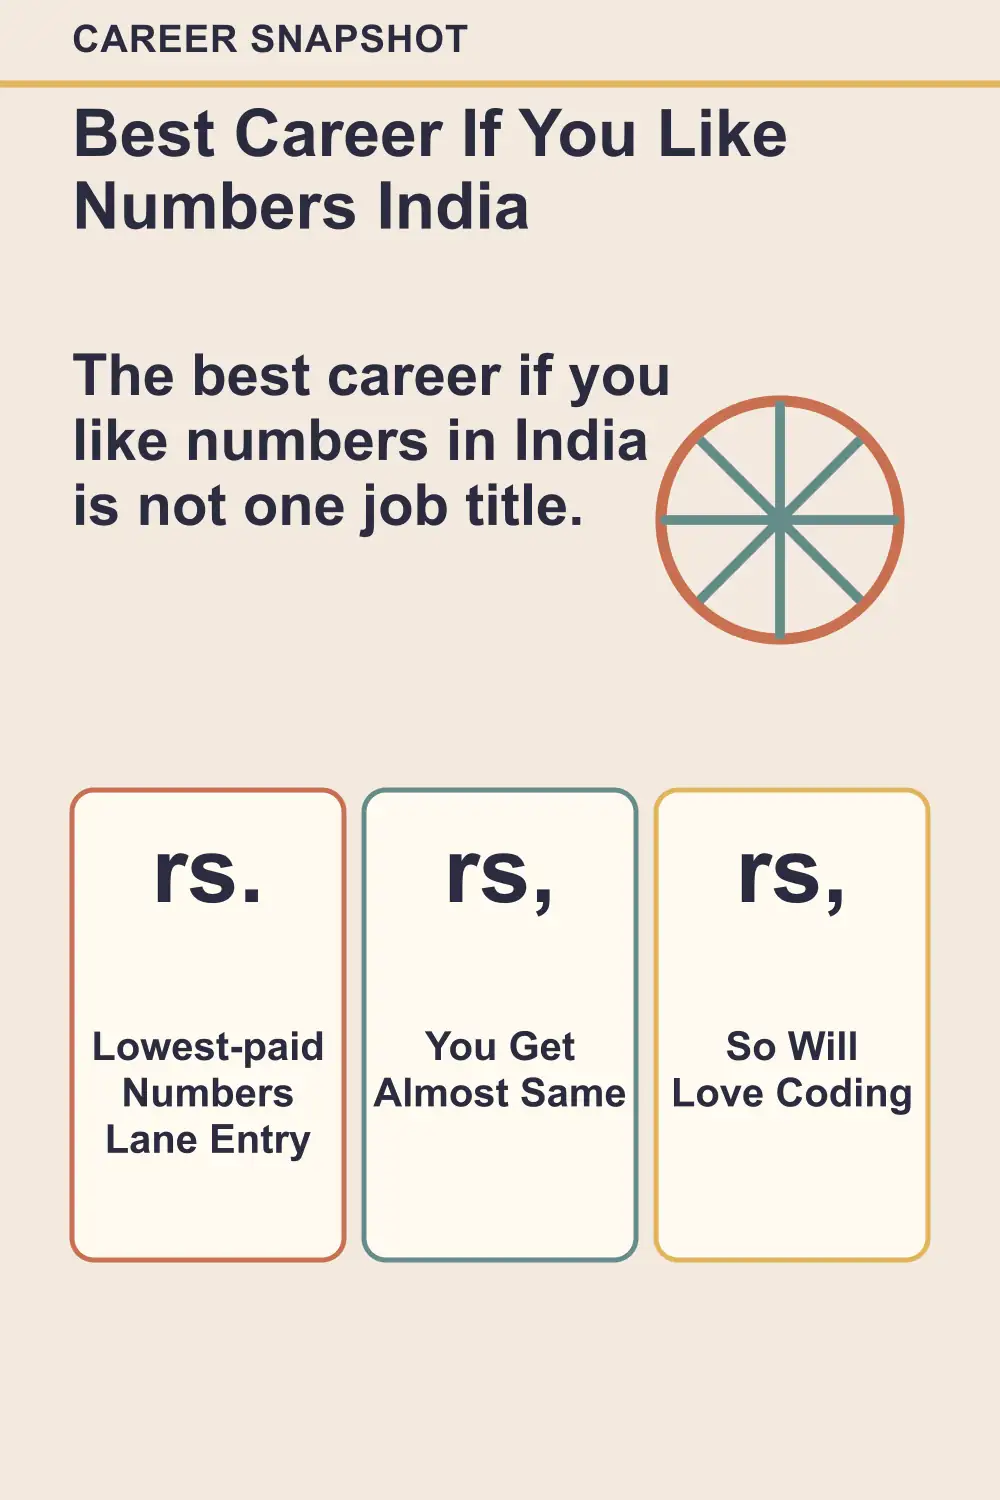 CAREER SNAPSHOT
Best Career If You Like
Numbers India
The best career if you
like numbers in India
is not one job title.
rs.
Lowest-paid
Numbers
Lane Entry
rs,
You Get
Almost Same
rs,
So Will
Love Coding